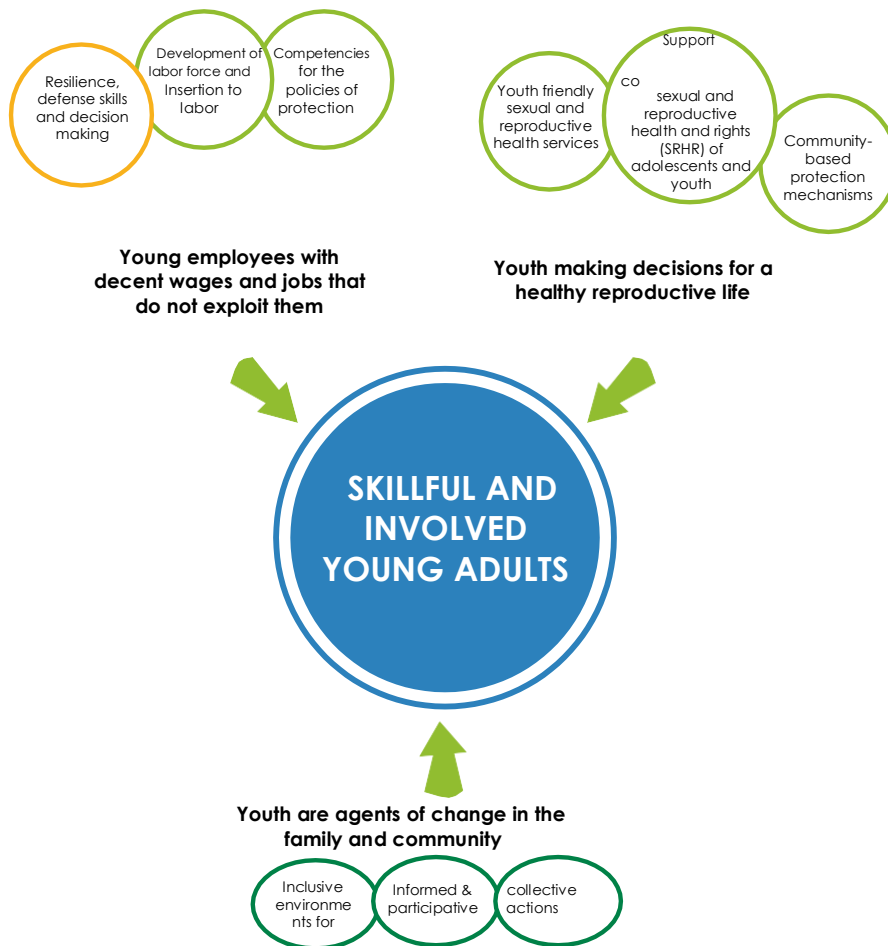 Resilience,
defense skills
and decision
making
Development of
labor force and
Insertion to
labor
Competencies
for the
policies of
protection
Youth friendly
sexual and
reproductive
health services
Support
co
sexual and
reproductive
health and rights
(SRHR) of
adolescents and
youth
Community-
based
protection
mechanisms
Young employees with
decent wages and jobs that
do not exploit them
Youth making decisions for a
healthy reproductive life
SKILLFUL AND
INVOLVED
YOUNG ADULTS
Youth are agents of change in the
family and community
Inclusive
environme
nts for
Informed &
participative
collective
actions